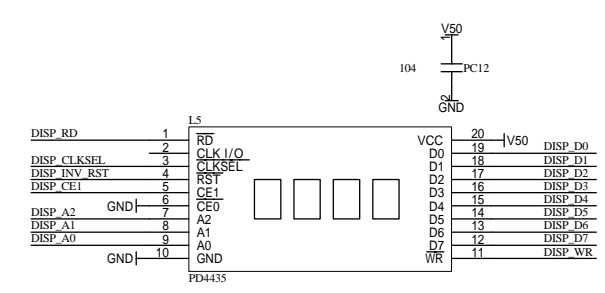 V50
1
104 PC12
2
GND
L5
DISP_RD 1 RD VCC 20 V50
2 CLK I/O D0 19 DISP_D0
DISP_CLKSEL 3 CLKSEL D1 18 DISP_D1
DISP_INV_RST 4 RST D2 17 DISP_D2
DISP_CE1 5 CE1 D3 16 DISP_D3
GND 6 CE0 D4 15 DISP_D4
DISP_A2 7 A2 D5 14 DISP_D5
DISP_A1 8 A1 D6 13 DISP_D6
DISP_A0 9 A0 D7 12 DISP_D7
GND 10 GND WR 11 DISP_WR
PD4435